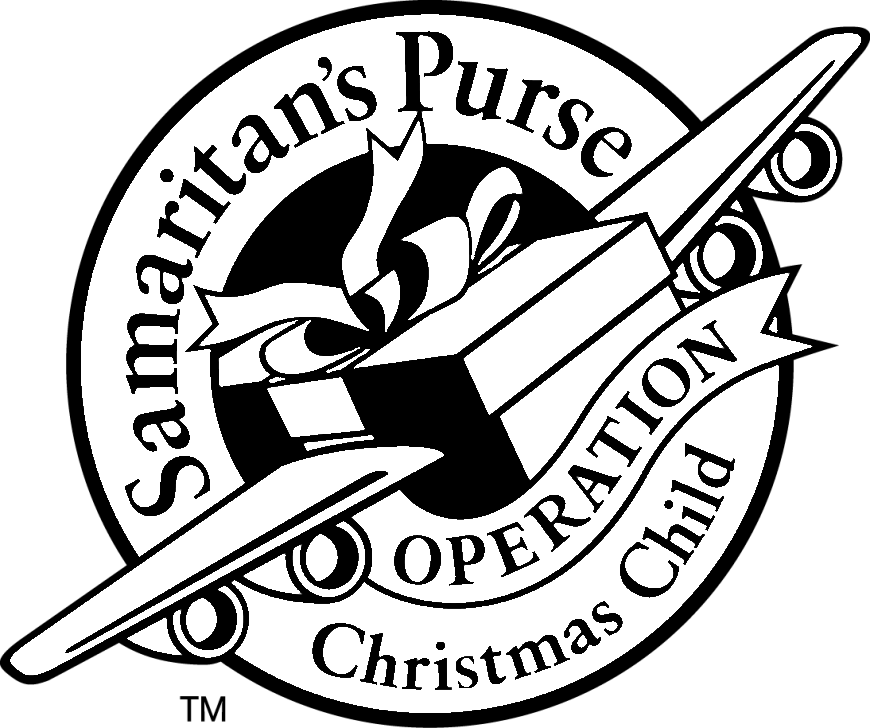 Samaritan's Purse
OPERATION
Christmas Child
TM